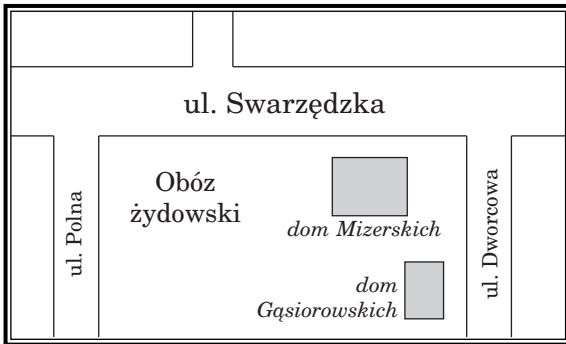 ul. Swarzędzka
ul. Polna
Obóz
żydowski
dom Mizerskich
dom
Gąsiorowskich
ul. Dworcowa